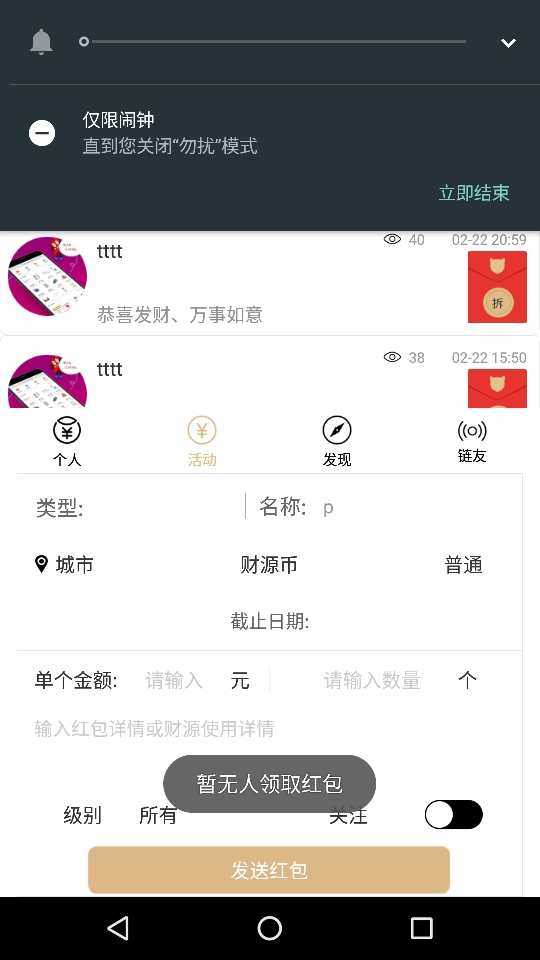 仅限闹钟
直到您关闭“勿扰”模式
立即结束
tttt 40 02-22 20:59
拆
恭喜发财、万事如意
tttt 38 02-22 15:50
个人 活动 发现 链友
类型: 名称: p
城市 财源币 普通
截止日期:
单个金额: 请输入 元 请输入数量 个
输入红包详情或财源使用详情
暂无人领取红包
级别 所有 关注
发送红包